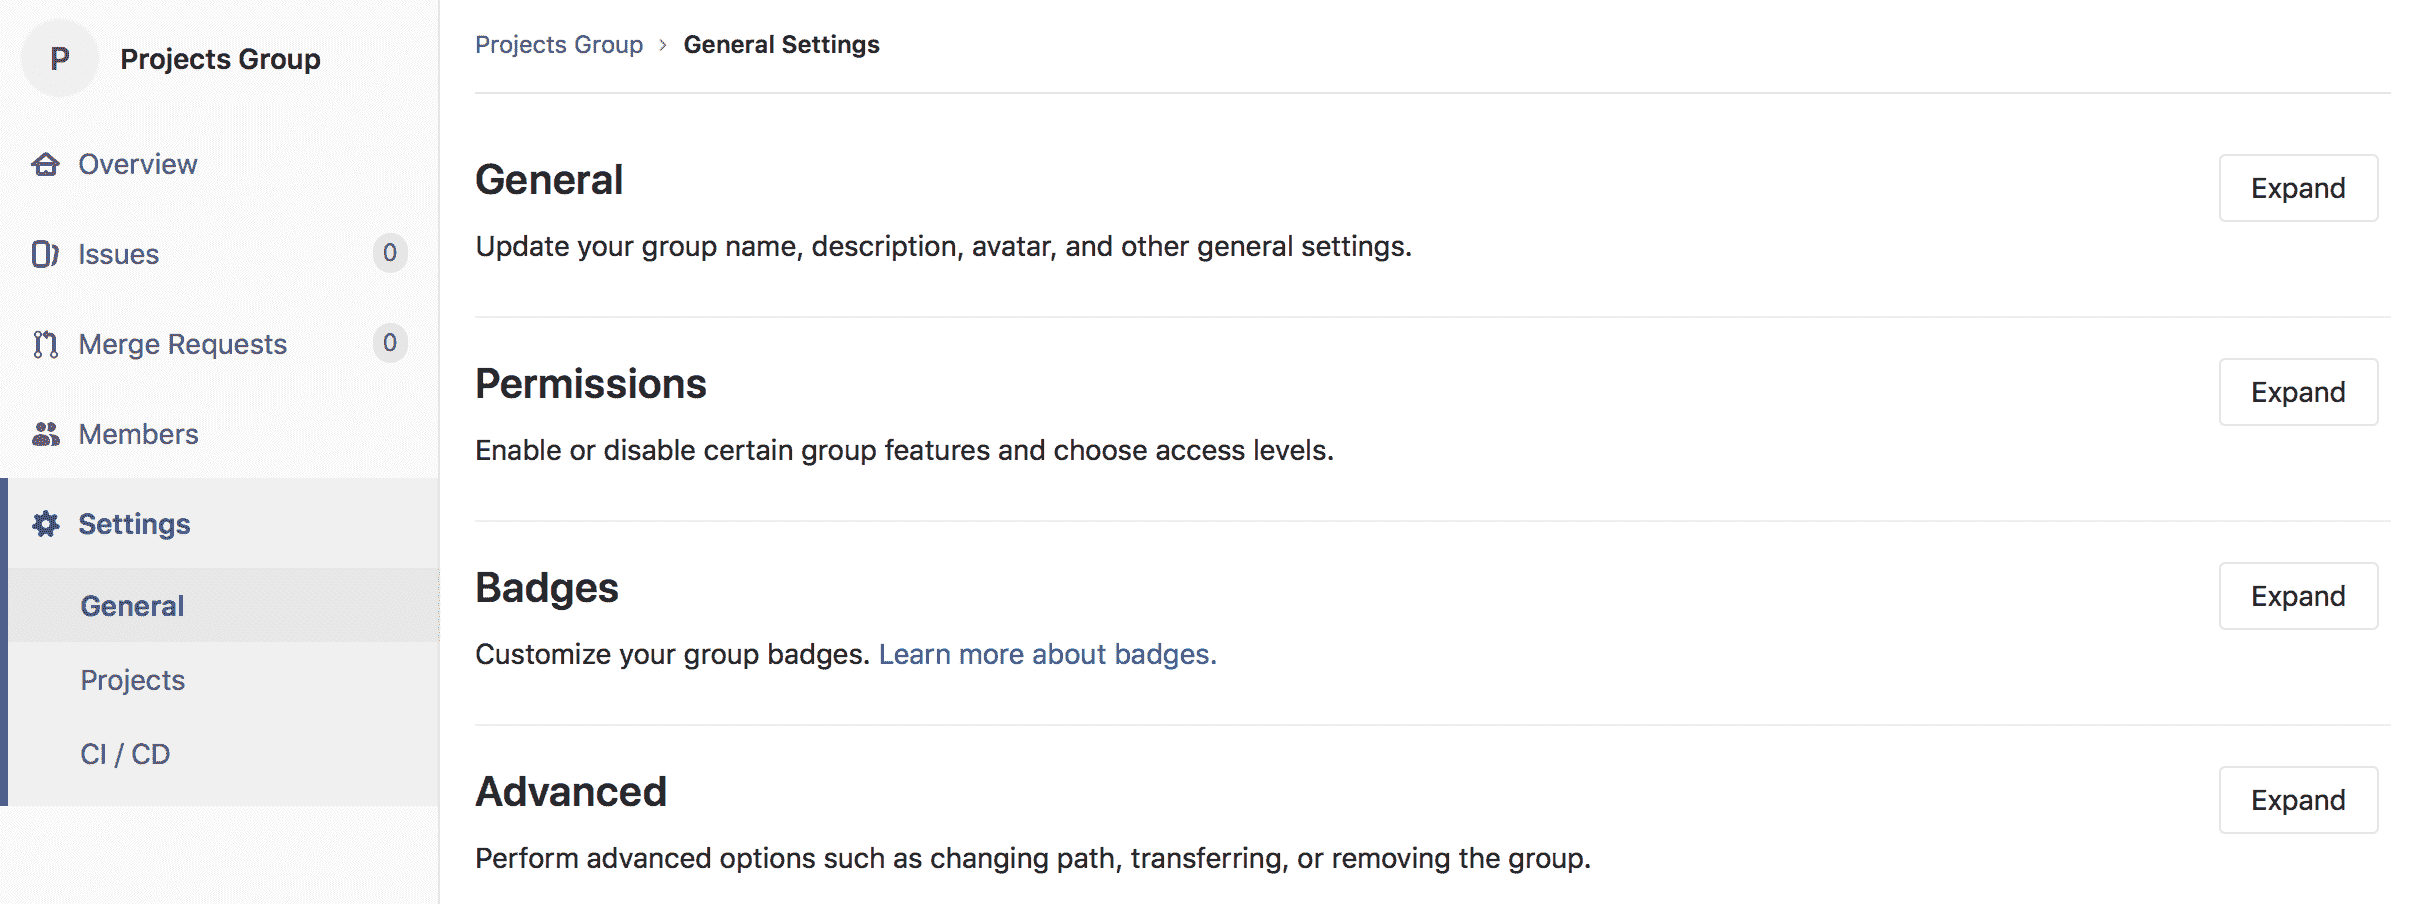 P
Projects Group
Overview
Issues 0
Merge Requests 0
Members
Settings
General
Projects
CI / CD
Projects Group › General Settings
General
Expand
Update your group name, description, avatar, and other general settings.
Permissions
Expand
Enable or disable certain group features and choose access levels.
Badges
Expand
Customize your group badges. Learn more about badges.
Advanced
Expand
Perform advanced options such as changing path, transferring, or removing the group.